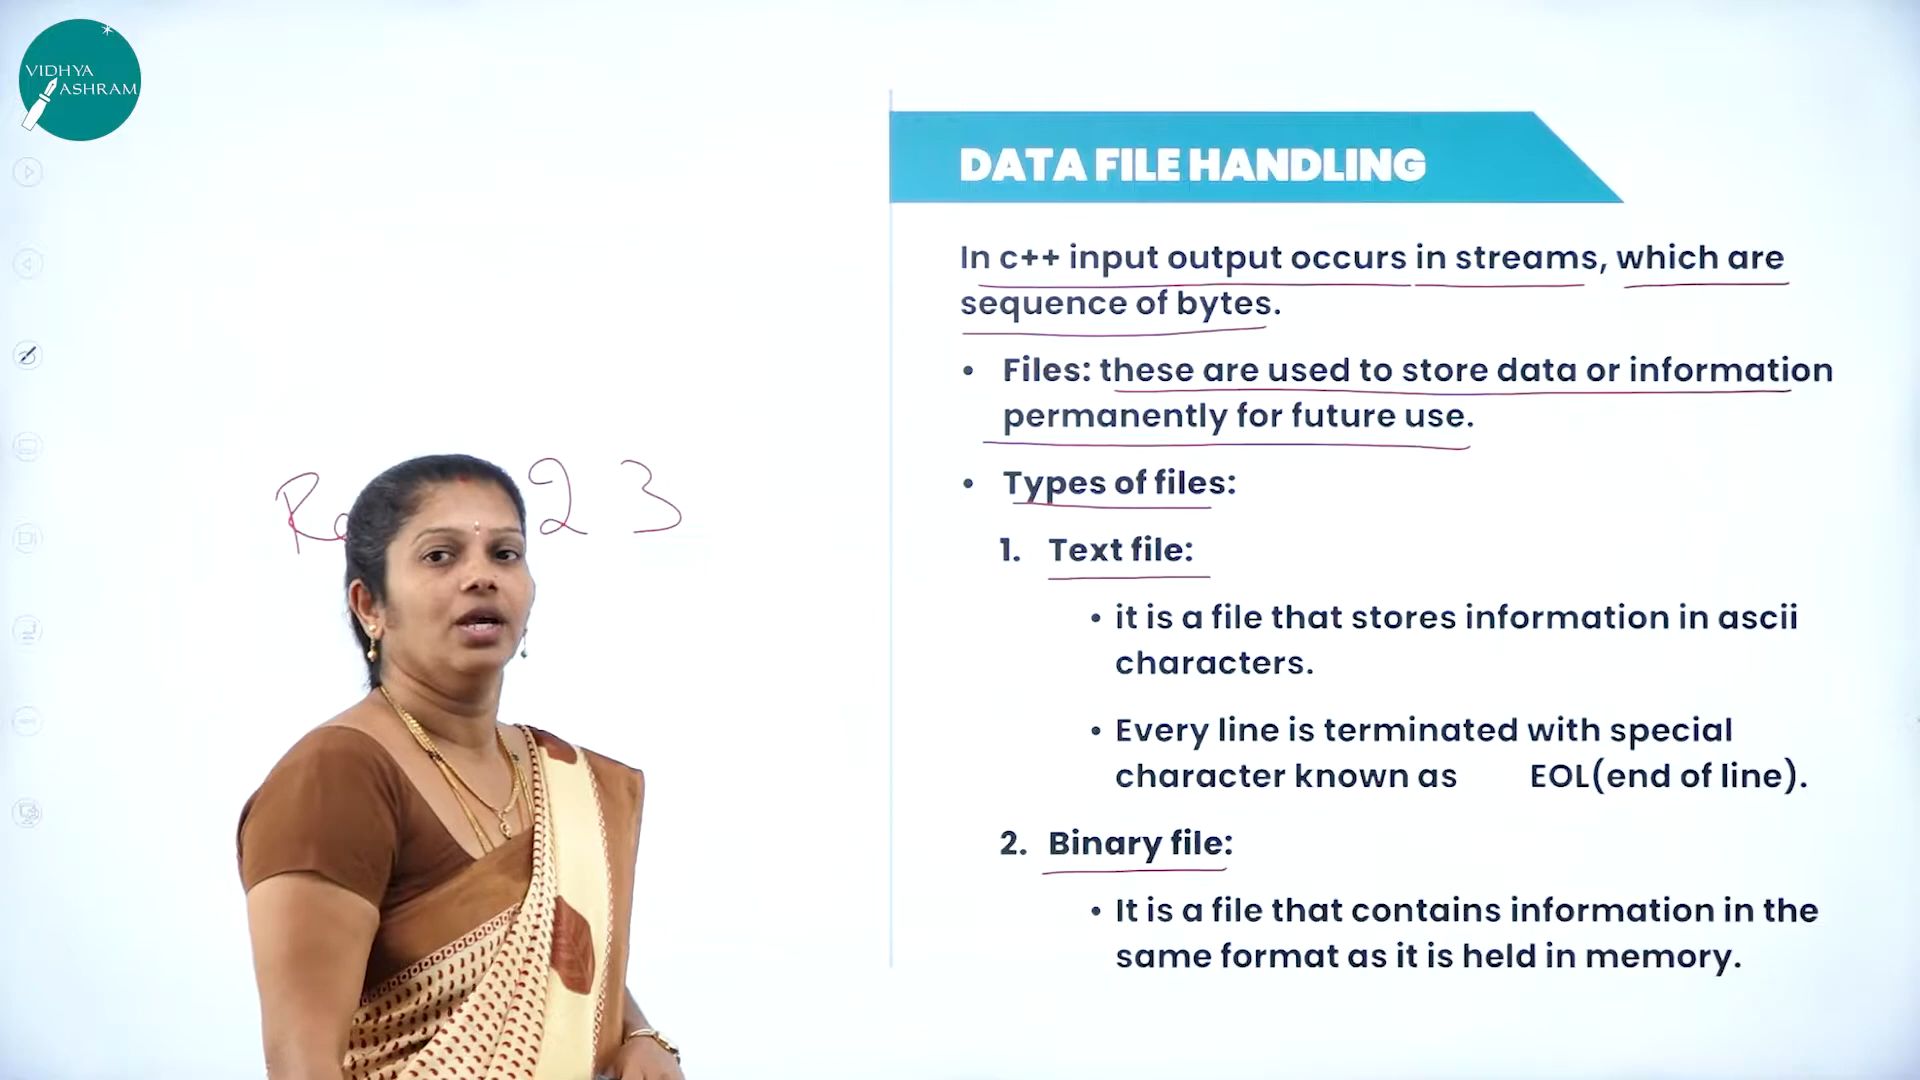 VIDHYA
ASHRAM
DATA FILE HANDLING
In c++ input output occurs in streams, which are
sequence of bytes.
• Files: these are used to store data or information
permanently for future use.
• Types of files:
1. Text file:
• it is a file that stores information in ascii
characters.
• Every line is terminated with special
character known as EOL(end of line).
2. Binary file:
• It is a file that contains information in the
same format as it is held in memory.
23